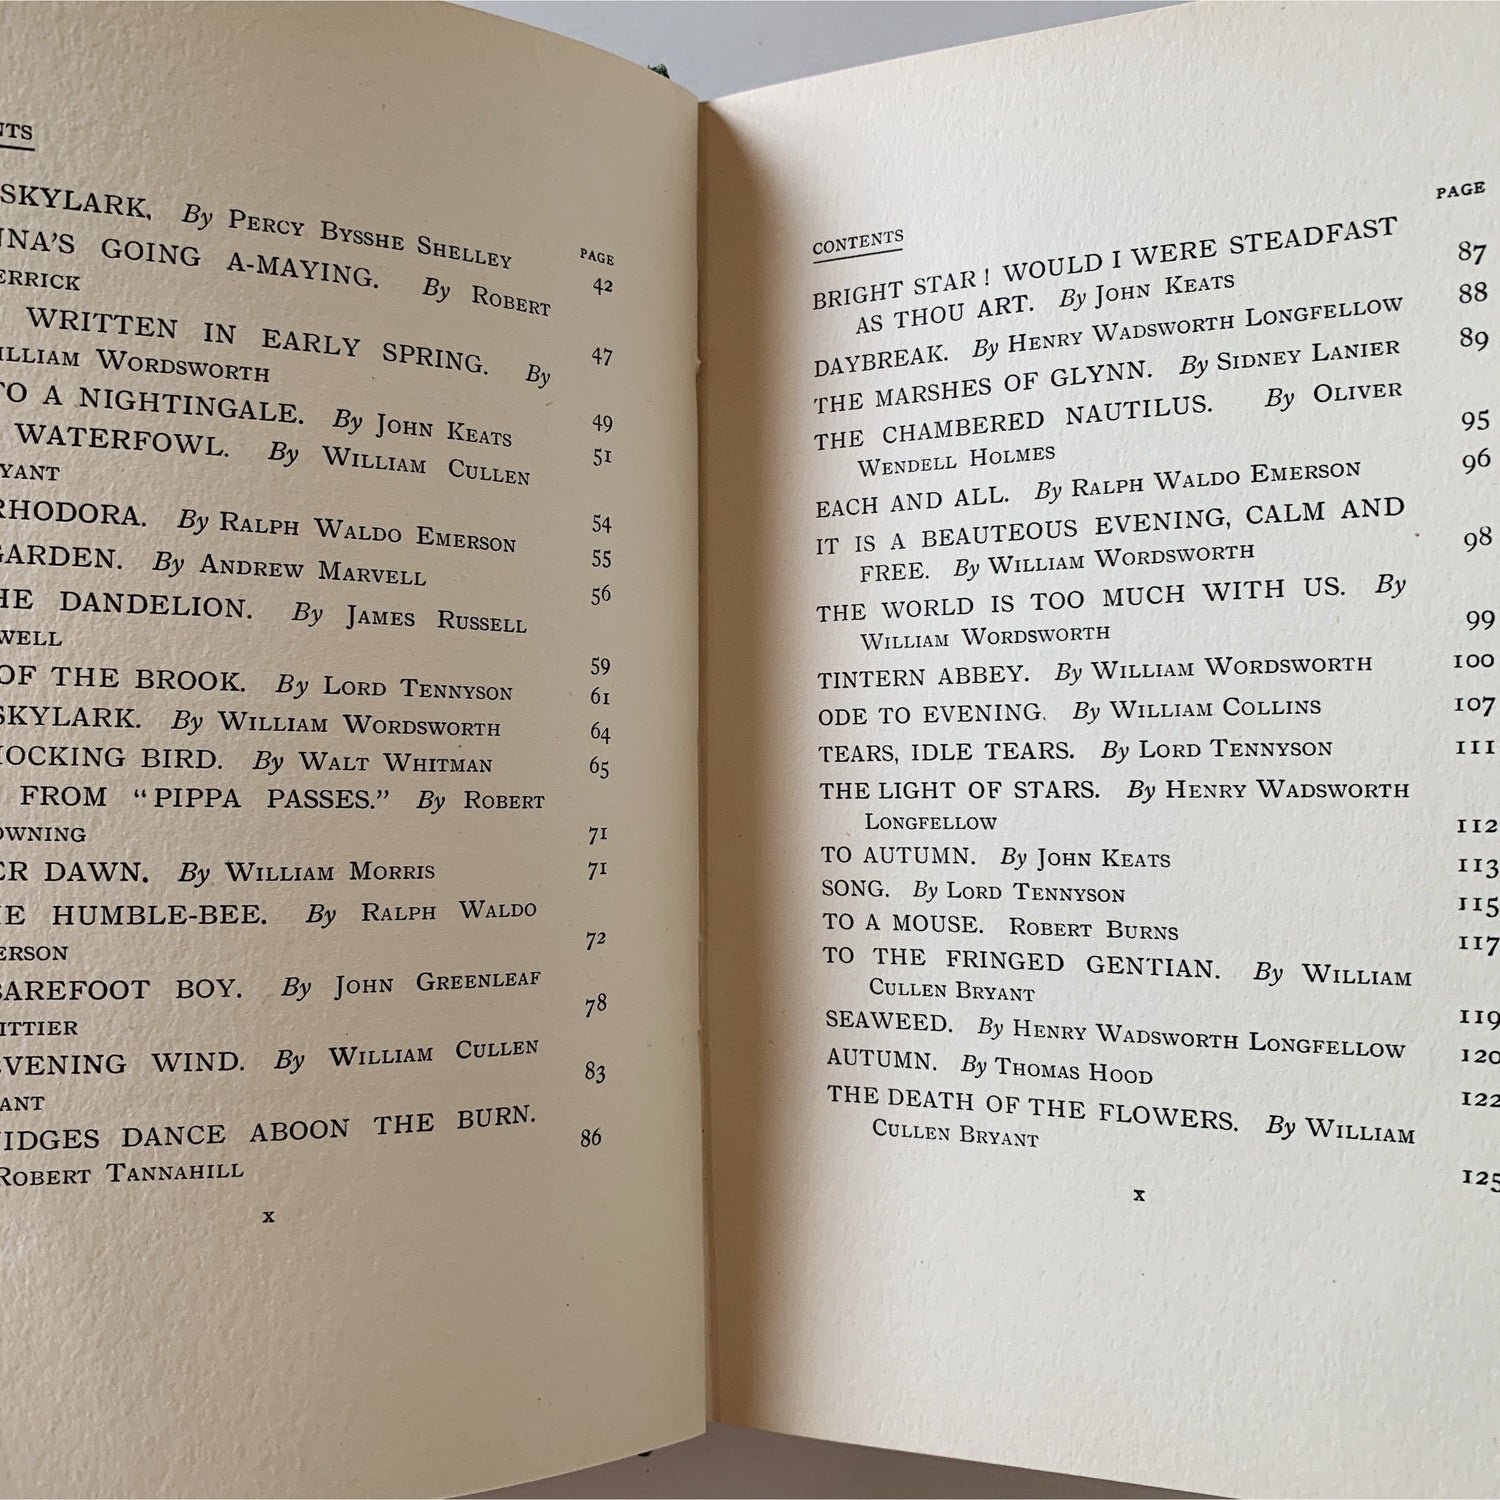 NTS
PAGE
SKYLARK, By Percy Bysshe Shelley 42
NNA'S GOING A-MAYING. By Robert
ERRICK 47
WRITTEN IN EARLY SPRING. By
ILLIAM Wordsworth 49
TO A NIGHTINGALE. By John Keats 51
WATERFOWL. By William Cullen
YANT 54
RHODORA. By Ralph Waldo Emerson 55
GARDEN. By Andrew Marvell 56
HE DANDELION. By James Russell
WELL 59
OF THE BROOK. By Lord Tennyson 61
SKYLARK. By William Wordsworth 64
MOCKING BIRD. By Walt Whitman 65
FROM "PIPPA PASSES." By Robert
OWNING 71
ER DAWN. By William Morris 71
HE HUMBLE-BEE. By Ralph Waldo
ERSON 72
BAREFOOT BOY. By John Greenleaf
ITTIER 78
EVENING WIND. By William Cullen
ANT 83
MIDGES DANCE ABOON THE BURN.
Robert Tannahill 86
x
CONTENTS
PAGE
BRIGHT STAR! WOULD I WERE STEADFAST
AS THOU ART. By John Keats 87
DAYBREAK. By Henry Wadsworth Longfellow 88
THE MARSHES OF GLYNN. By Sidney Lanier 89
THE CHAMBERED NAUTILUS. By Oliver
Wendell Holmes 95
EACH AND ALL. By Ralph Waldo Emerson 96
IT IS A BEAUTEOUS EVENING, CALM AND
FREE. By William Wordsworth 98
THE WORLD IS TOO MUCH WITH US. By
William Wordsworth 99
TINTERN ABBEY. By William Wordsworth 100
ODE TO EVENING. By William Collins 107
TEARS, IDLE TEARS. By Lord Tennyson 111
THE LIGHT OF STARS. By Henry Wadsworth
Longfellow 112
TO AUTUMN. By John Keats 113
SONG. By Lord Tennyson 115
TO A MOUSE. Robert Burns 117
TO THE FRINGED GENTIAN. By William
Cullen Bryant 119
SEAWEED. By Henry Wadsworth Longfellow 120
AUTUMN. By Thomas Hood 122
THE DEATH OF THE FLOWERS. By William
Cullen Bryant 125
x